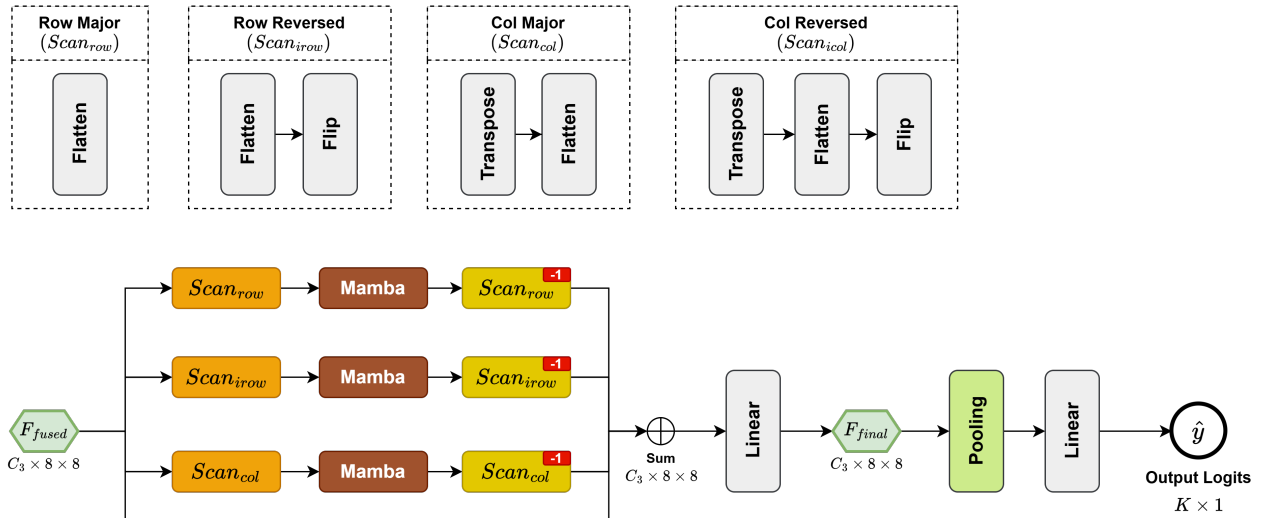 Row Major
(Scan_row)
Flatten
Row Reversed
(Scan_irow)
Flatten
Flip
Col Major
(Scan_col)
Transpose
Flatten
Col Reversed
(Scan_icol)
Transpose
Flatten
Flip
F_fused
C_3 × 8 × 8
Scan_row
Mamba
Scan_row
-1
Scan_irow
Mamba
Scan_irow
-1
Scan_col
Mamba
Scan_col
-1
Sum
C_3 × 8 × 8
Linear
F_final
C_3 × 8 × 8
Pooling
Linear
ŷ
Output Logits
K × 1